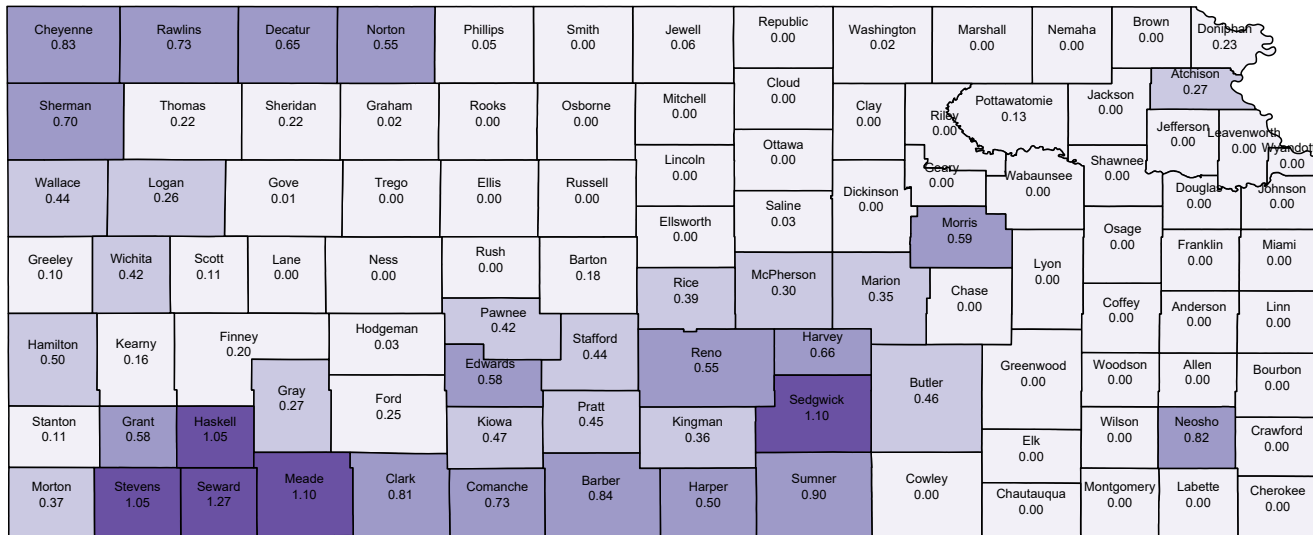 Cheyenne
0.83
Rawlins
0.73
Decatur
0.65
Norton
0.55
Phillips
0.05
Smith
0.00
Jewell
0.06
Republic
0.00
Washington
0.02
Marshall
0.00
Nemaha
0.00
Brown
0.00
Doniphan
0.23
Sherman
0.70
Thomas
0.22
Sheridan
0.22
Graham
0.02
Rooks
0.00
Osborne
0.00
Mitchell
0.00
Cloud
0.00
Clay
0.00
Riley
0.00
Pottawatomie
0.13
Jackson
0.00
Atchison
0.27
Jefferson
0.00
Leavenworth
0.00
Wyandott
0.00
Ottawa
0.00
Lincoln
0.00
Wallace
0.44
Logan
0.26
Gove
0.01
Trego
0.00
Ellis
0.00
Russell
0.00
Ellsworth
0.00
Saline
0.03
Dickinson
0.00
Geary
0.00
Wabaunsee
0.00
Shawnee
0.00
Douglas
0.00
Johnson
0.00
Greeley
0.10
Wichita
0.42
Scott
0.11
Lane
0.00
Ness
0.00
Rush
0.00
Barton
0.18
Rice
0.39
McPherson
0.30
Marion
0.35
Morris
0.59
Chase
0.00
Lyon
0.00
Osage
0.00
Franklin
0.00
Miami
0.00
Coffey
0.00
Anderson
0.00
Linn
0.00
Hamilton
0.50
Kearny
0.16
Finney
0.20
Hodgeman
0.03
Pawnee
0.42
Stafford
0.44
Edwards
0.58
Reno
0.55
Harvey
0.66
Butler
0.46
Greenwood
0.00
Woodson
0.00
Allen
0.00
Bourbon
0.00
Gray
0.27
Ford
0.25
Stanton
0.11
Grant
0.58
Haskell
1.05
Kiowa
0.47
Pratt
0.45
Kingman
0.36
Sedgwick
1.10
Elk
0.00
Wilson
0.00
Neosho
0.82
Crawford
0.00
Morton
0.37
Stevens
1.05
Seward
1.27
Meade
1.10
Clark
0.81
Comanche
0.73
Barber
0.84
Harper
0.50
Sumner
0.90
Cowley
0.00
Chautauqua
0.00
Montgomery
0.00
Labette
0.00
Cherokee
0.00